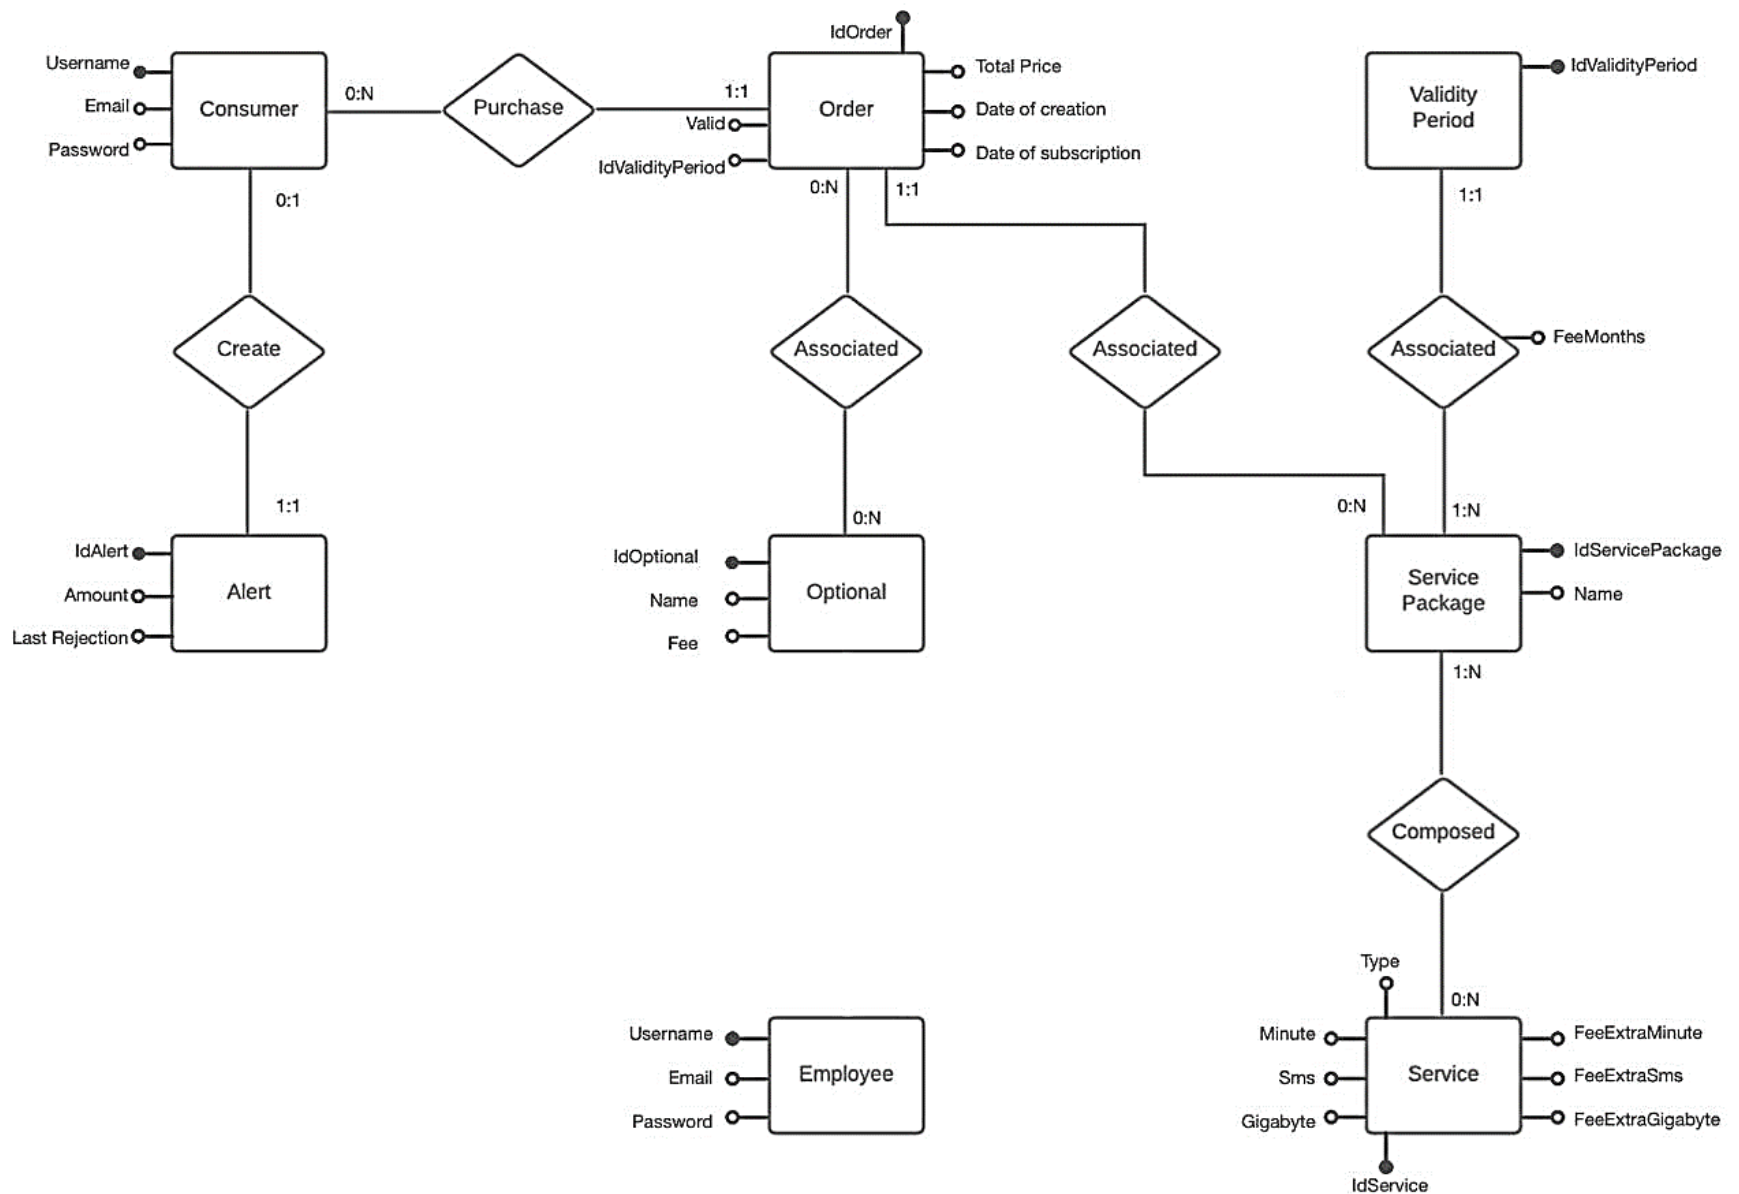 IdOrder
Username
Email
Password
Consumer
0:N
Purchase
1:1
Valid
IdValidityPeriod
Order
Total Price
Date of creation
Date of subscription
Validity
Period
IdValidityPeriod
0:1
0:N
1:1
1:1
Create
Associated
Associated
Associated
FeeMonths
1:1
0:N
0:N
1:N
IdAlert
Amount
Last Rejection
Alert
IdOptional
Name
Fee
Optional
Service
Package
IdServicePackage
Name
1:N
Composed
Type
0:N
Username
Email
Password
Employee
Minute
Sms
Gigabyte
Service
FeeExtraMinute
FeeExtraSms
FeeExtraGigabyte
IdService